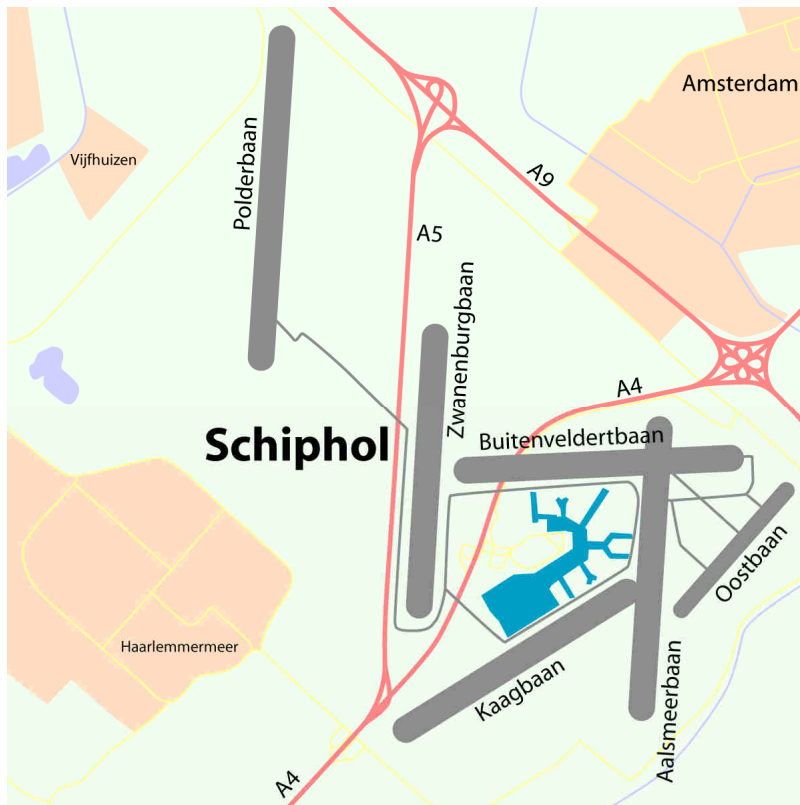 Amsterdam
Vijfhuizen
Polderbaan
A9
A5
Zwanenburgbaan
A4
Schiphol
Buitenveldertbaan
Oostbaan
Haarlemmermeer
Kaagbaan
Aalsmeerbaan
A4